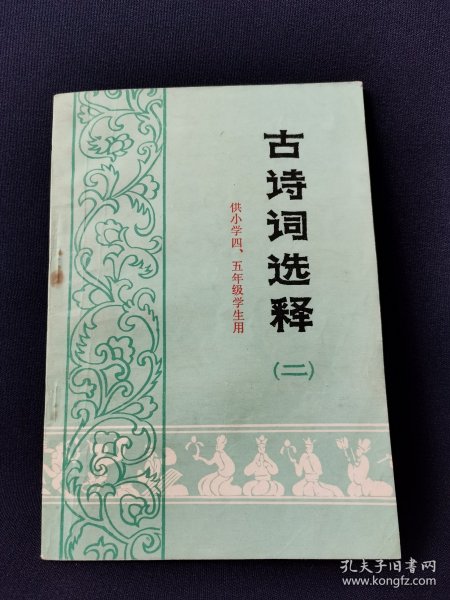 古诗词选释
(二)
供小学四、五年级学生用
孔夫子旧书网
www.kongfz.com